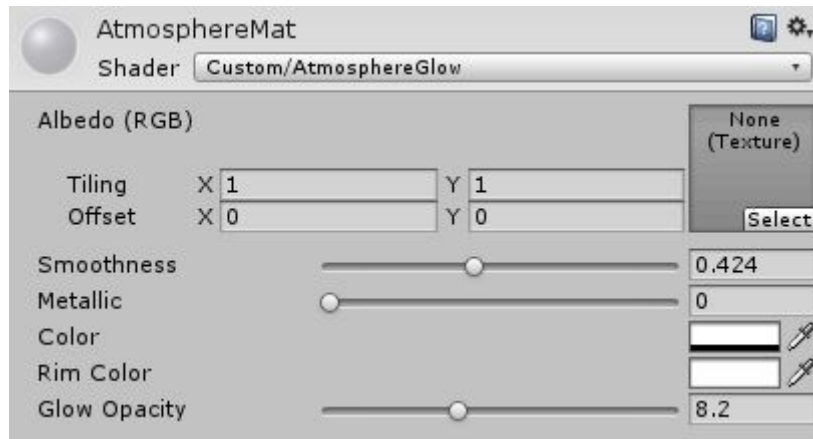 AtmosphereMat
Shader Custom/AtmosphereGlow
Albedo (RGB)
None
(Texture)
Tiling X 1 Y 1
Offset X 0 Y 0
Select
Smoothness 0.424
Metallic 0
Color
Rim Color
Glow Opacity 8.2